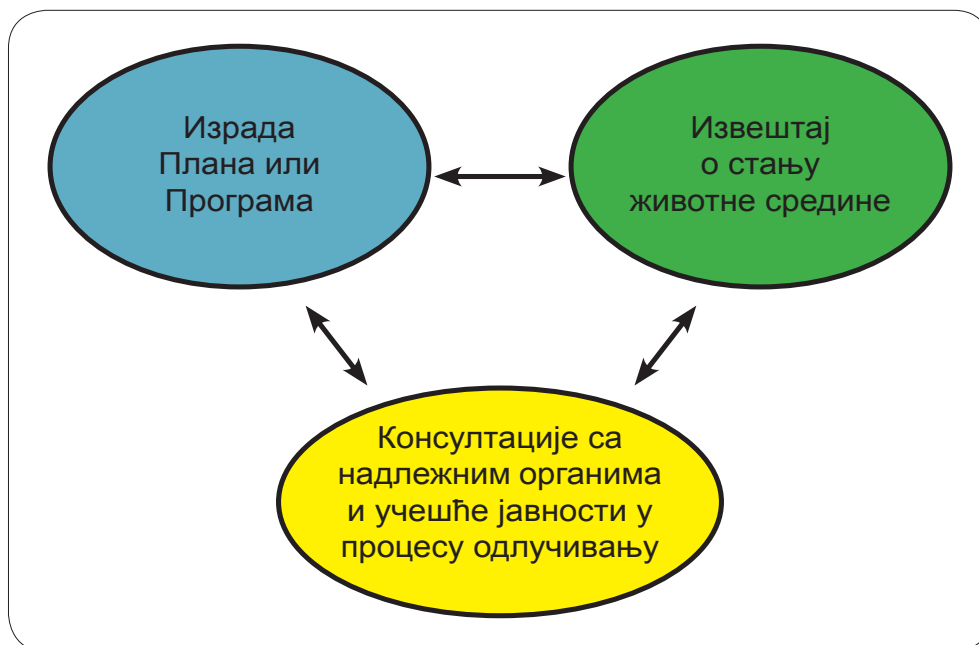 Израда
Плана или
Програма
Извештај
о стању
животне средине
Консултације са
надлежним органима
и учешће јавности у
процесу одлучивању